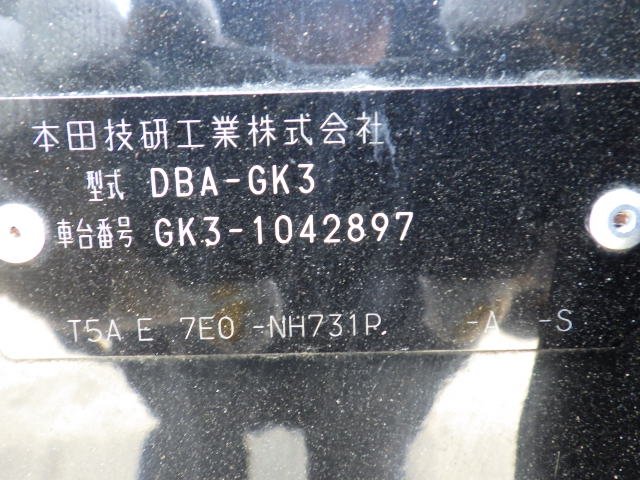 本田技研工業株式会社
型式 DBA-GK3
車台番号 GK3-1042897
T5A E 7E0 -NH731P. -A -S